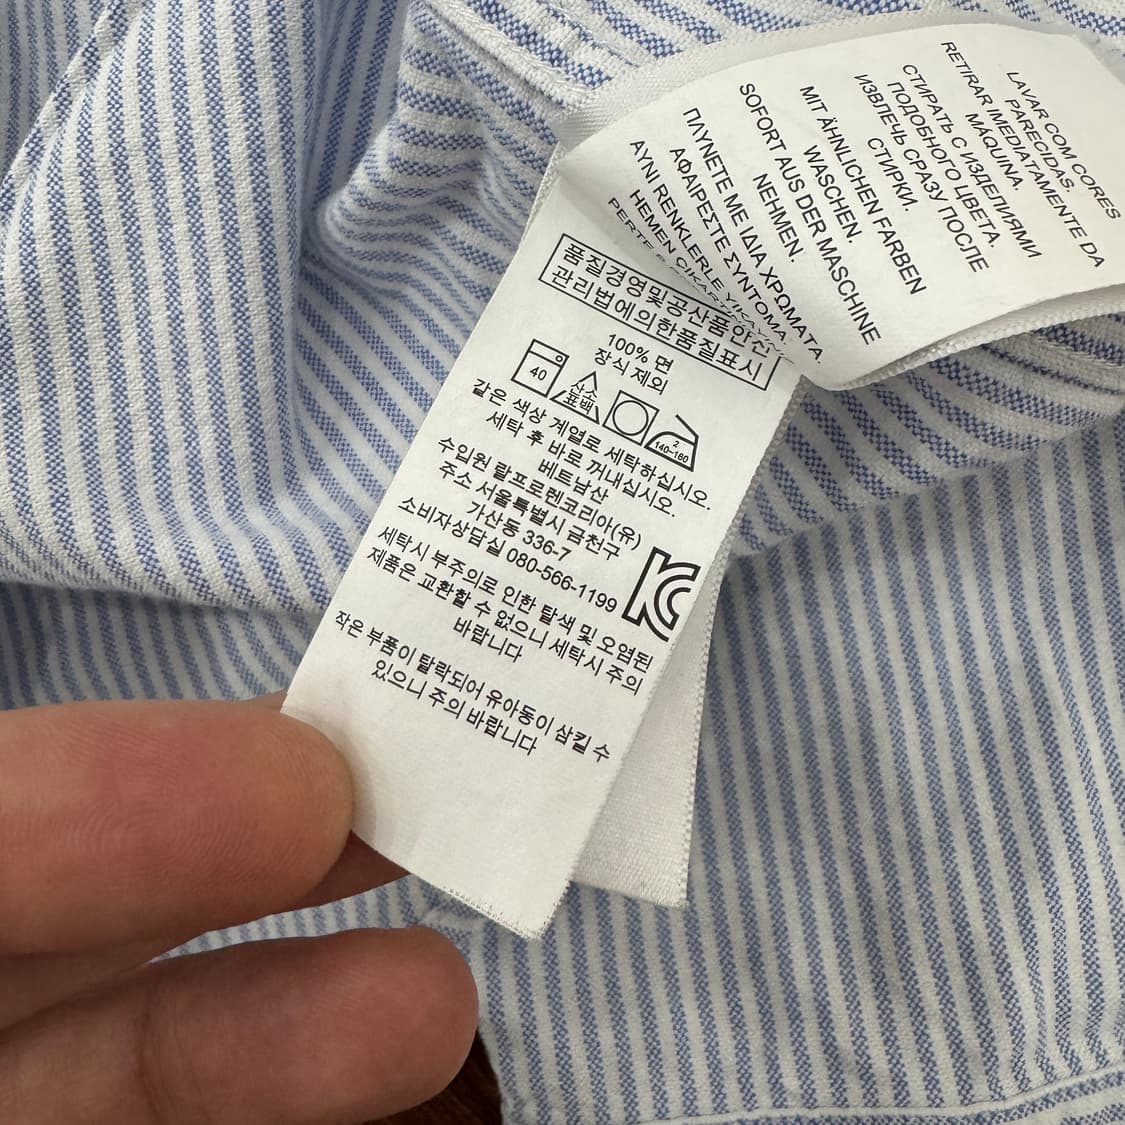 LAVAR COM CORES
PARECIDAS.
RETIRAR IMEDIATAMENTE DA
MÁQUINA.
СТИРАТЬ С ИЗДЕЛИЯМИ
ПОДОБНОГО ЦВЕТА.
ИЗВЛЕЧЬ СРАЗУ ПОСЛЕ
СТИРКИ.
MIT ÄHNLICHEN FARBEN
WASCHEN.
SOFORT AUS DER MASCHINE
NEHMEN.
ΠΛΥΝΕΤΕ ΜΕ ΙΔΙΑ ΧΡΩΜΑΤΑ.
ΑΦΑΙΡΕΣΤΕ ΣΥΝΤΟΜΑ.
AYNI RENKLERLE
HEMEN
품질경영및공산품안전
관리법에의한품질표시
100% 면
장식 제외
40 산소 표백 2 140~160
같은 색상 계열로 세탁하십시오.
세탁 후 바로 꺼내십시오.
베트남산
수입원 랄프로렌코리아(유)
주소 서울특별시 금천구
가산동 336-7
소비자상담실 080-566-1199
세탁시 부주의로 인한 탈색 및 오염된
제품은 교환할 수 없으니 세탁시 주의
바랍니다
작은 부품이 탈락되어 유아동이 삼킬 수
있으니 주의 바랍니다